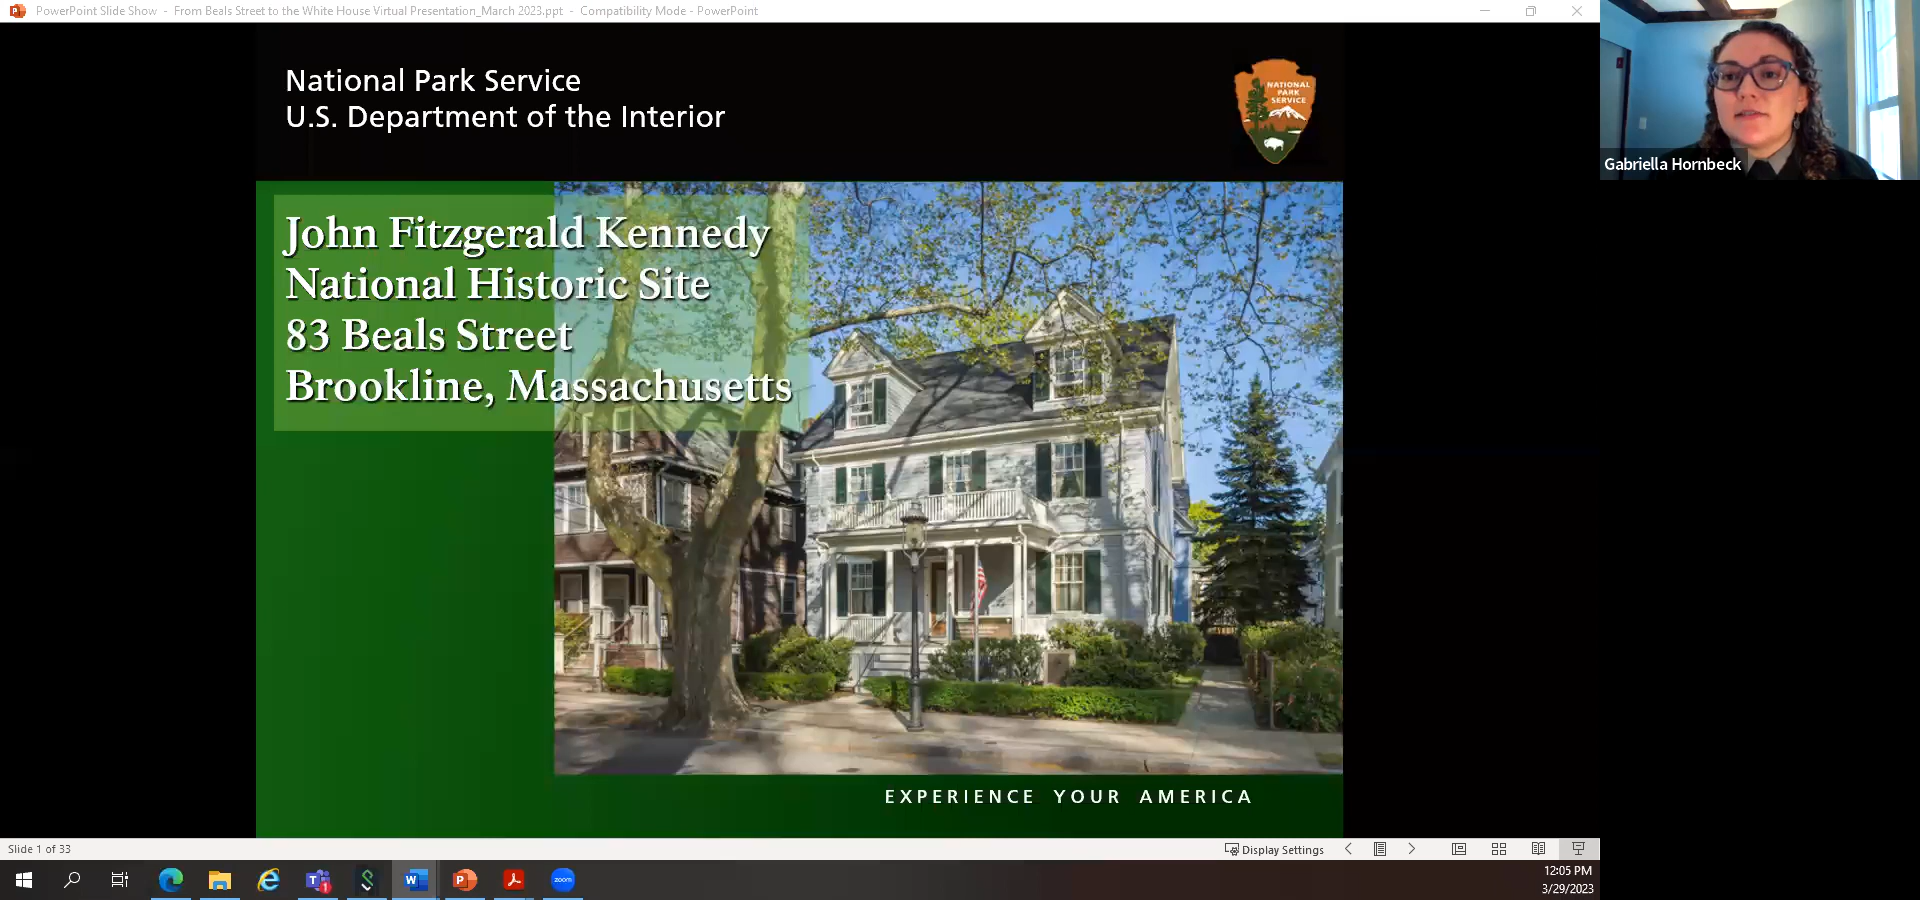 PowerPoint Slide Show - From Beals Street to the White House Virtual Presentation_March 2023.ppt - Compatibility Mode - PowerPoint
National Park Service
U.S. Department of the Interior
NATIONAL
PARK
SERVICE
Gabriella Hornbeck
John Fitzgerald Kennedy
National Historic Site
83 Beals Street
Brookline, Massachusetts
EXPERIENCE YOUR AMERICA
Slide 1 of 33
Display Settings
zoom
12:05 PM
3/29/2023